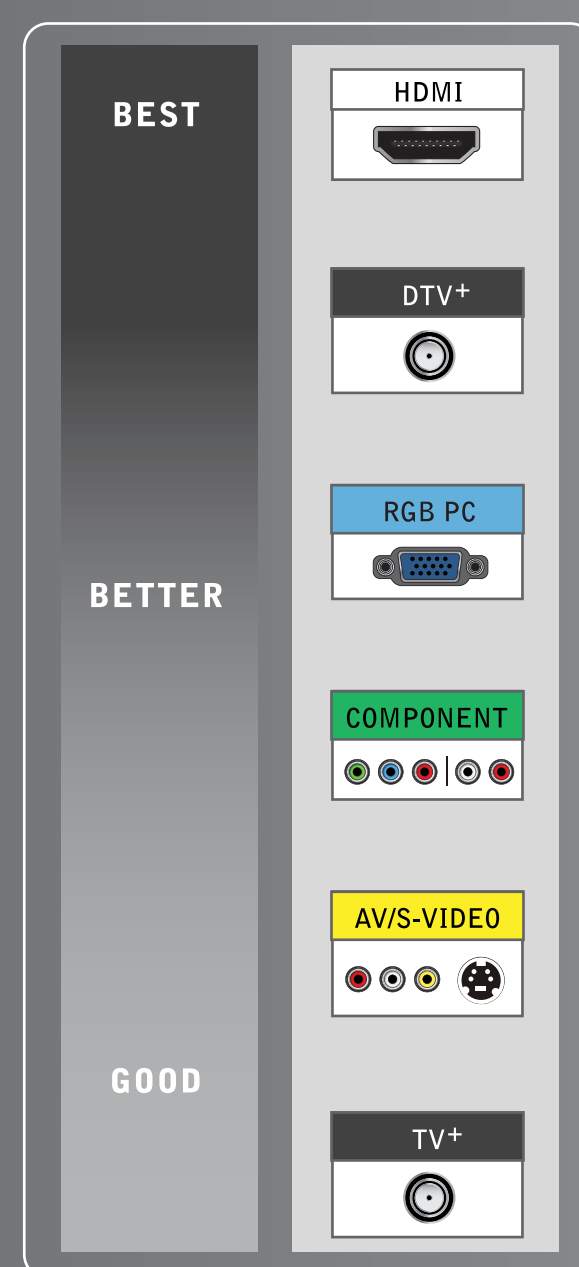 BEST
HDMI
DTV+
RGB PC
BETTER
COMPONENT
AV/S-VIDEO
GOOD
TV+